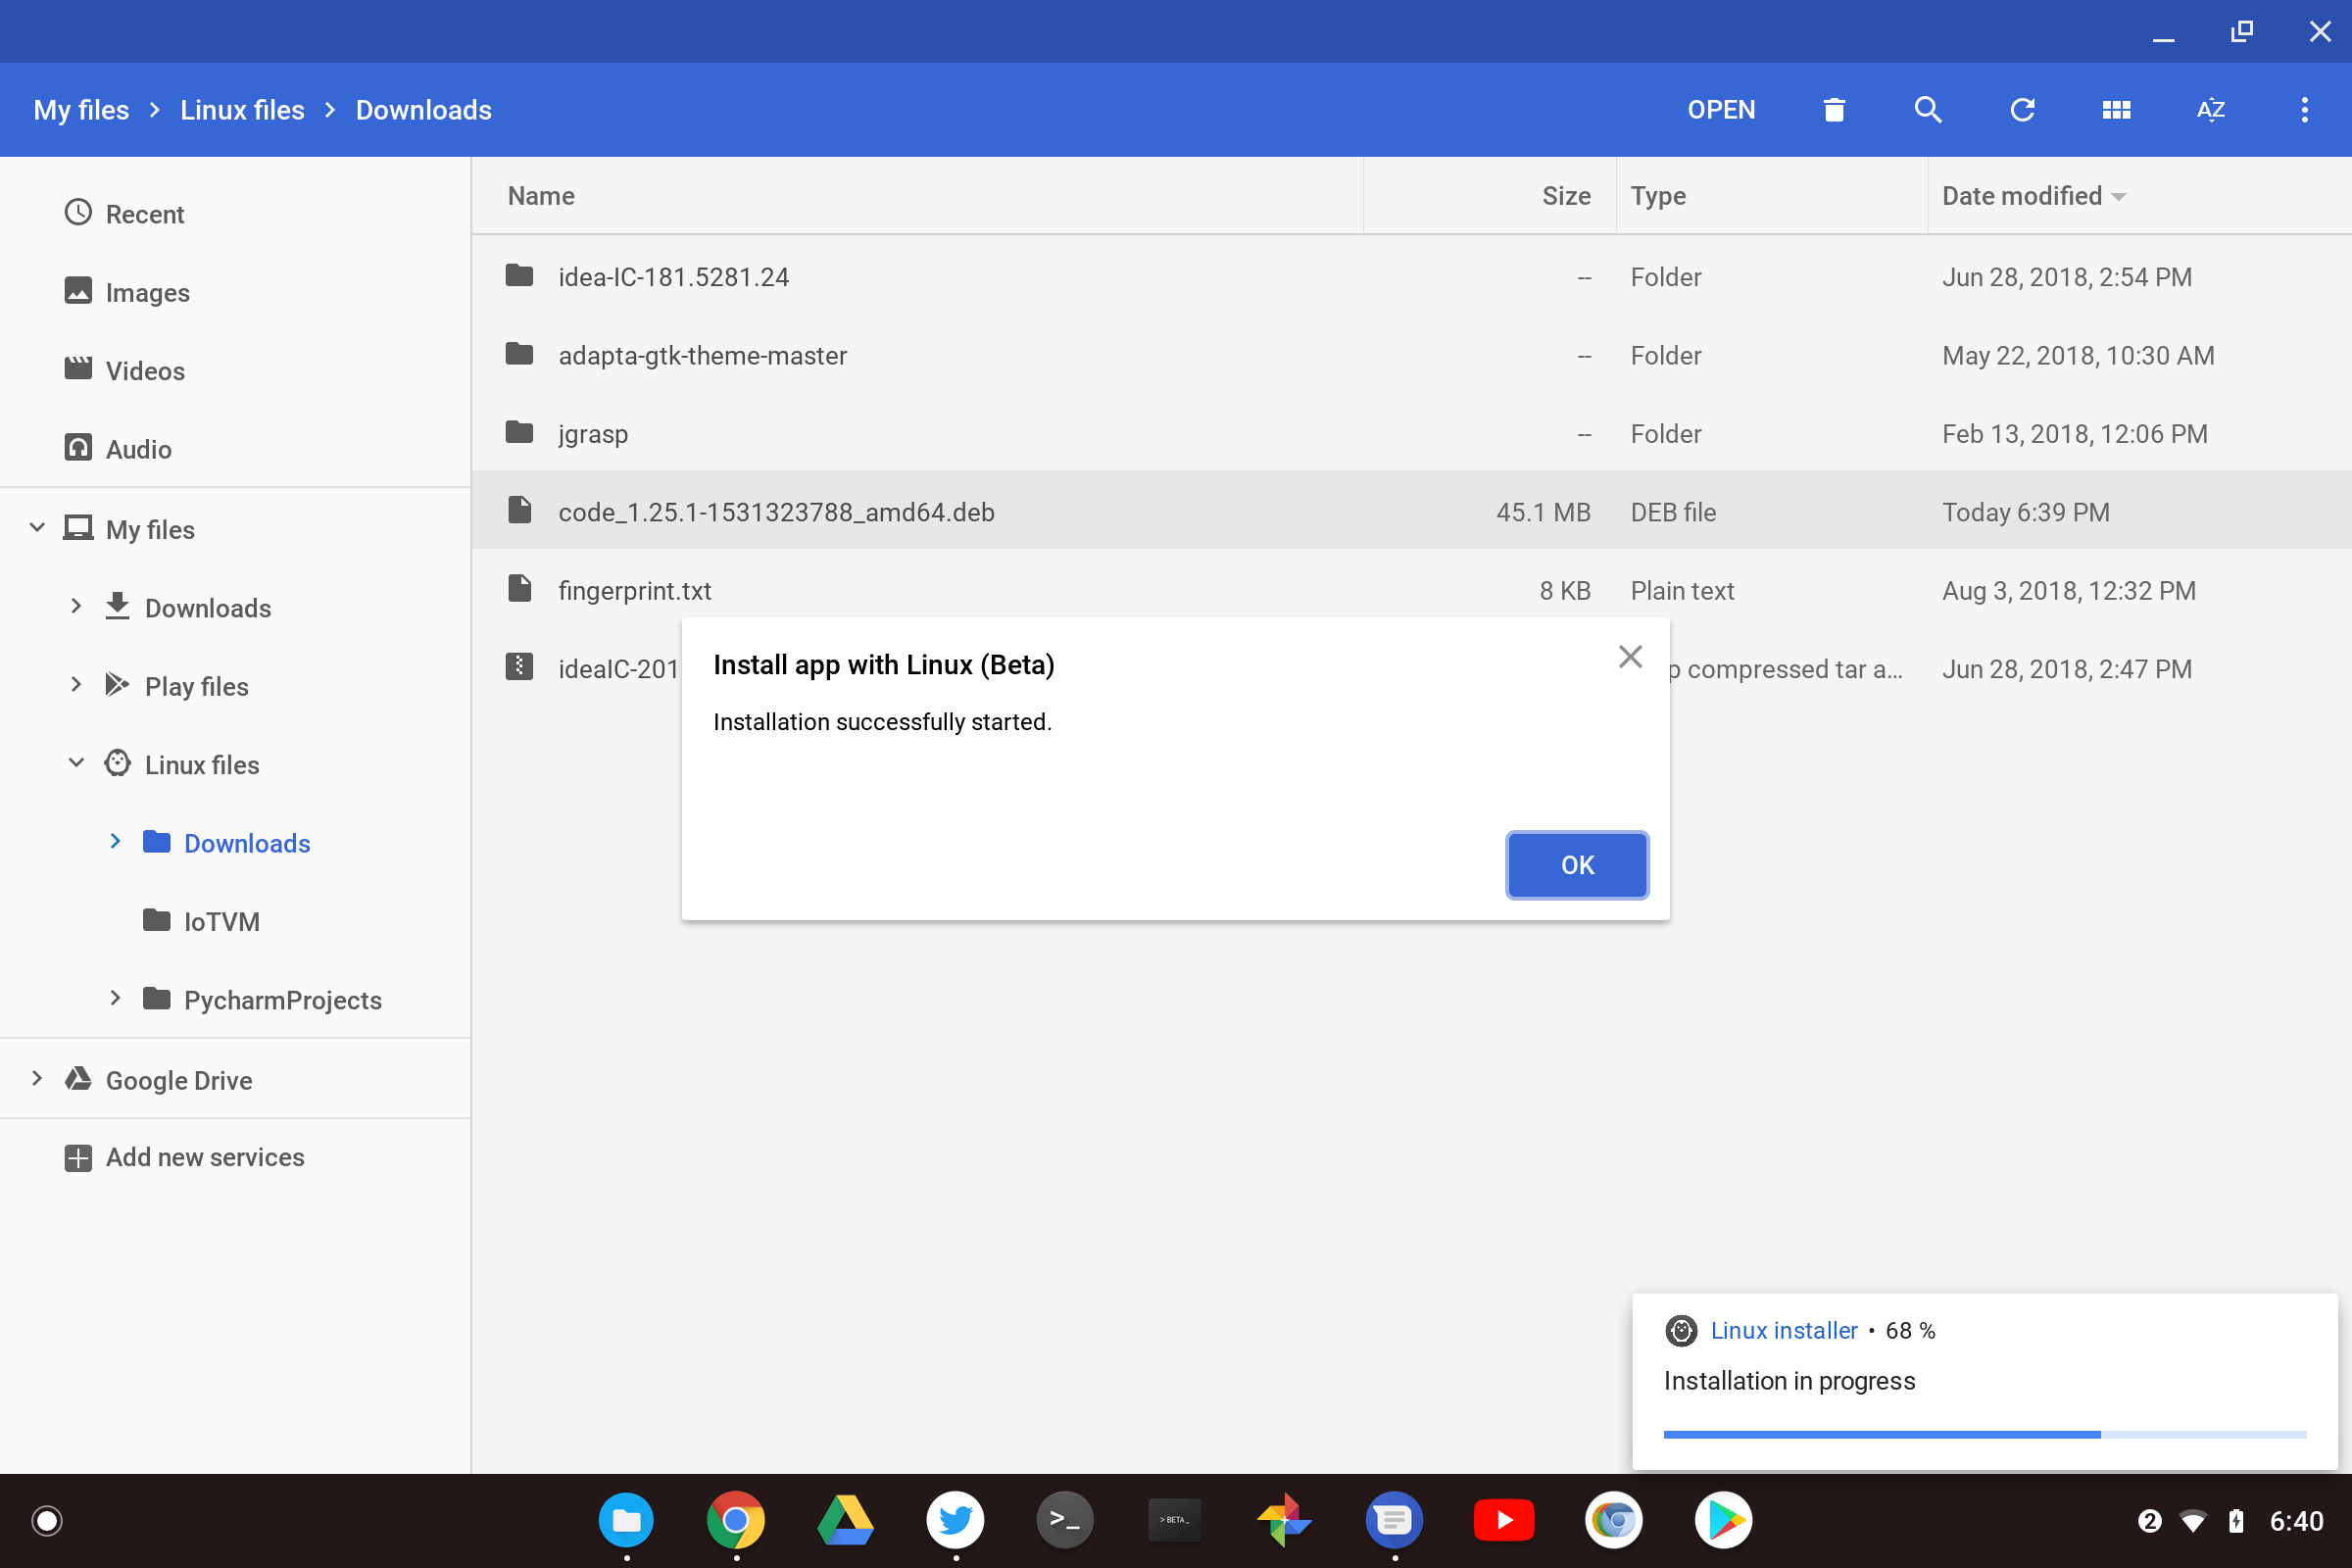 My files > Linux files > Downloads
OPEN
AZ
Name Size Type Date modified
Recent
Images
Videos
Audio
My files
Downloads
Play files
Linux files
Downloads
IoTVM
PycharmProjects
Google Drive
Add new services
idea-IC-181.5281.24 -- Folder Jun 28, 2018, 2:54 PM
adapta-gtk-theme-master -- Folder May 22, 2018, 10:30 AM
jgrasp -- Folder Feb 13, 2018, 12:06 PM
code_1.25.1-1531323788_amd64.deb 45.1 MB DEB file Today 6:39 PM
fingerprint.txt 8 KB Plain text Aug 3, 2018, 12:32 PM
ideaIC-201 p compressed tar a... Jun 28, 2018, 2:47 PM
Install app with Linux (Beta)
Installation successfully started.
OK
Linux installer • 68 %
Installation in progress
>_
> BETA_
2 6:40